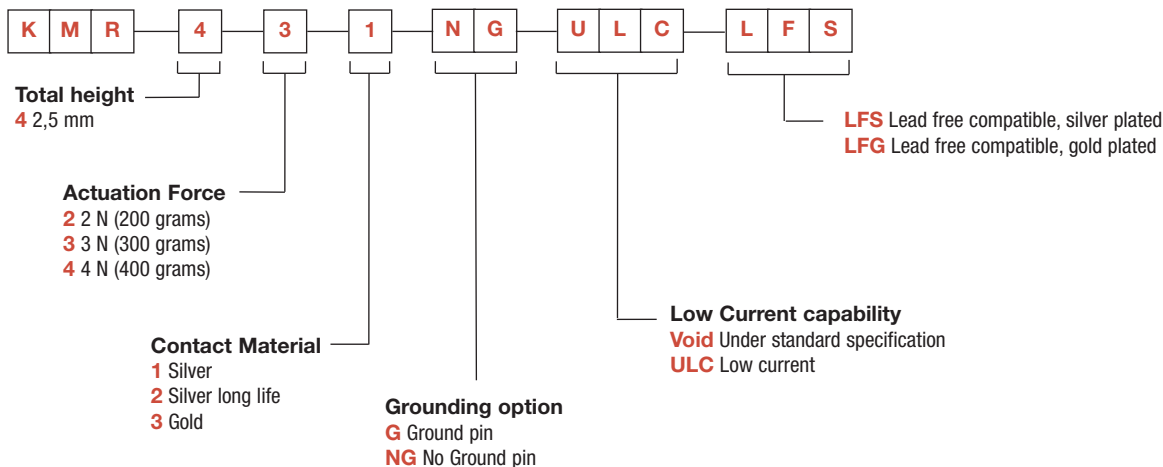 K M R 4 3 1 N G U L C L F S
Total height
4 2,5 mm
LFS Lead free compatible, silver plated
LFG Lead free compatible, gold plated
Actuation Force
2 2 N (200 grams)
3 3 N (300 grams)
4 4 N (400 grams)
Low Current capability
Void Under standard specification
ULC Low current
Contact Material
1 Silver
2 Silver long life
3 Gold
Grounding option
G Ground pin
NG No Ground pin